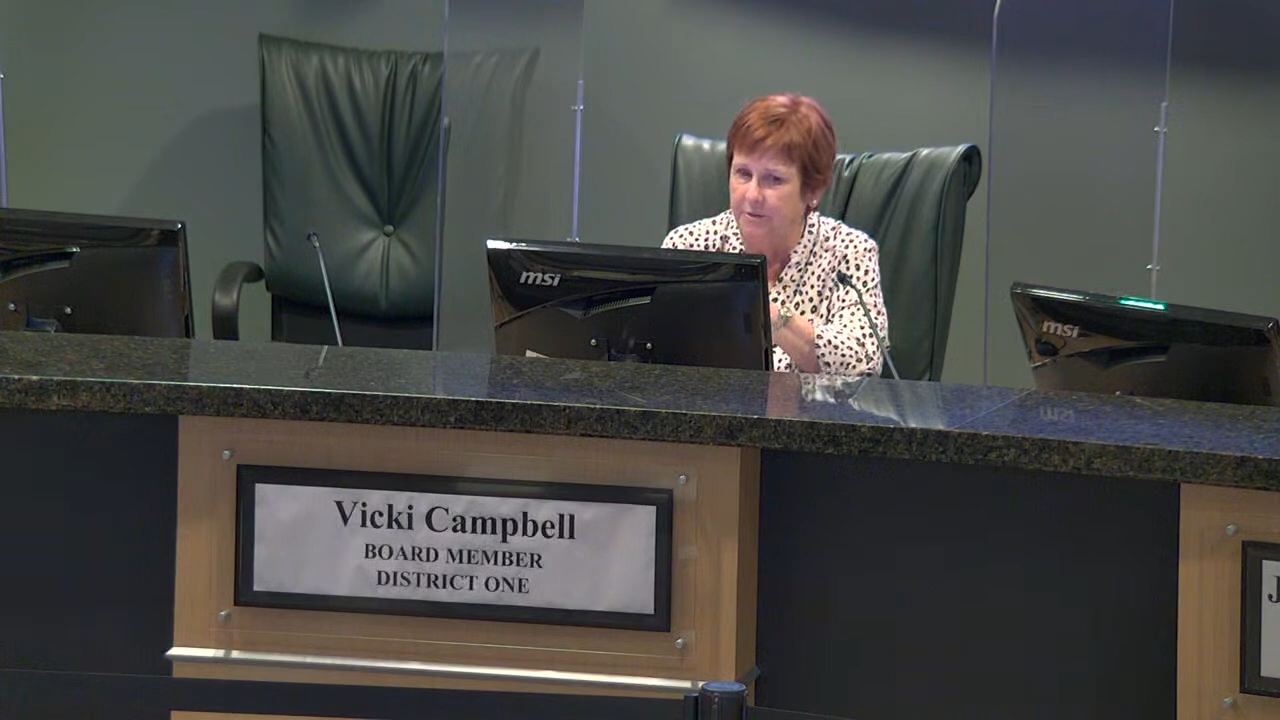 msi
msi
Vicki Campbell
BOARD MEMBER
DISTRICT ONE
J